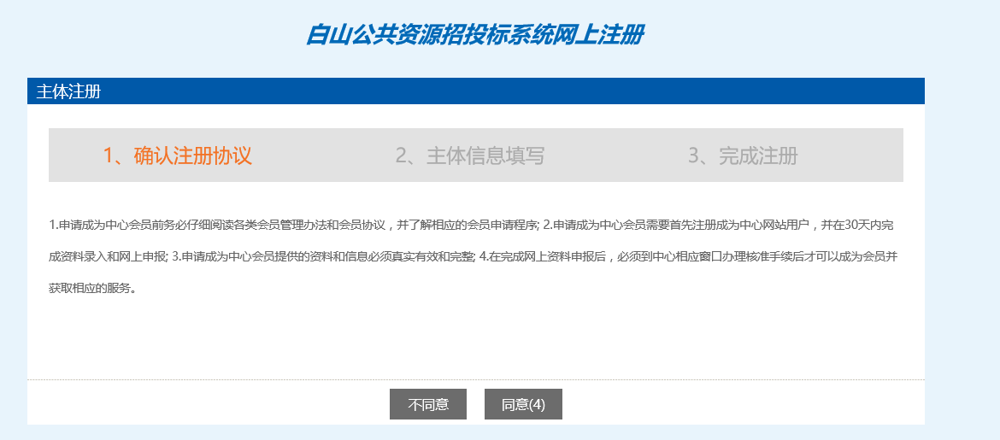 白山公共资源招投标系统网上注册
主体注册
1、确认注册协议 2、主体信息填写 3、完成注册
1.申请成为中心会员前务必仔细阅读各类会员管理办法和会员协议，并了解相应的会员申请程序; 2.申请成为中心会员需要首先注册成为中心网站用户，并在30天内完
成资料录入和网上申报; 3.申请成为中心会员提供的资料和信息必须真实有效和完整; 4.在完成网上资料申报后，必须到中心相应窗口办理核准手续后才可以成为会员并
获取相应的服务。
不同意 同意(4)